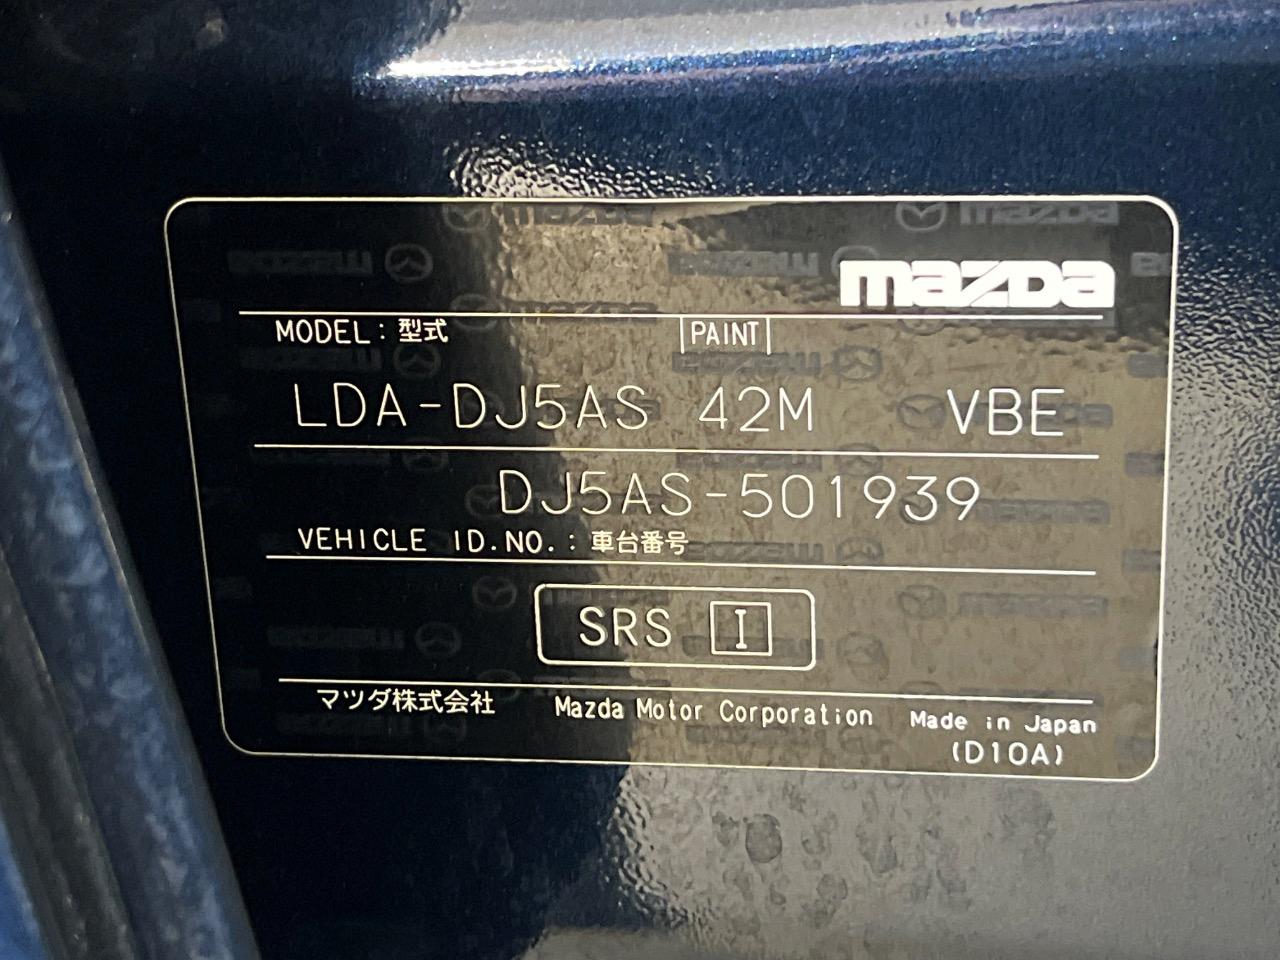 mazda
MODEL : 型式 PAINT
LDA-DJ5AS 42M VBE
DJ5AS-501939
VEHICLE ID.NO. : 車台番号
SRS I
マツダ株式会社 Mazda Motor Corporation Made in Japan
(D10A)